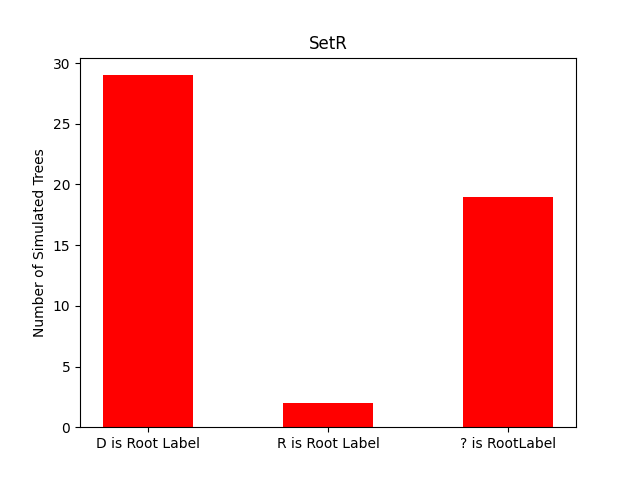 SetR
Number of Simulated Trees
30
25
20
15
10
5
0
D is Root Label
R is Root Label
? is RootLabel